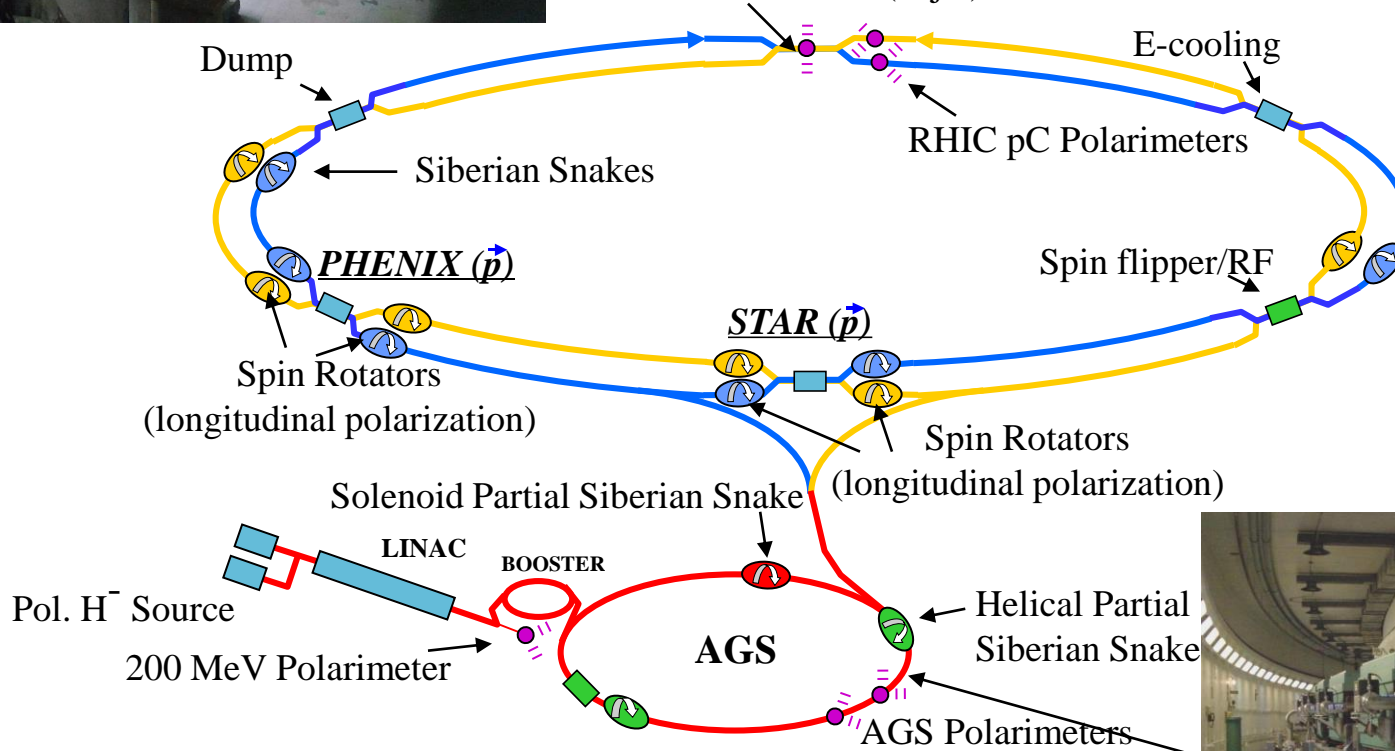 Dump
E-cooling
RHIC pC Polarimeters
Siberian Snakes
PHENIX (p)
Spin flipper/RF
STAR (p)
Spin Rotators
(longitudinal polarization)
Spin Rotators
(longitudinal polarization)
Solenoid Partial Siberian Snake
LINAC
BOOSTER
Pol. H⁻ Source
Helical Partial
Siberian Snake
200 MeV Polarimeter
AGS
AGS Polarimeters